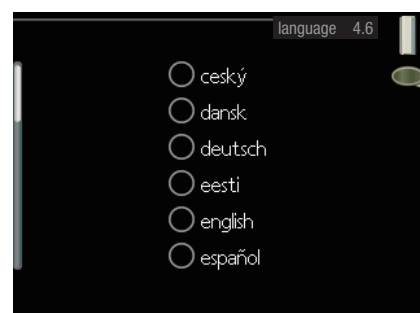 language 4.6
ceský
dansk
deutsch
eesti
english
español